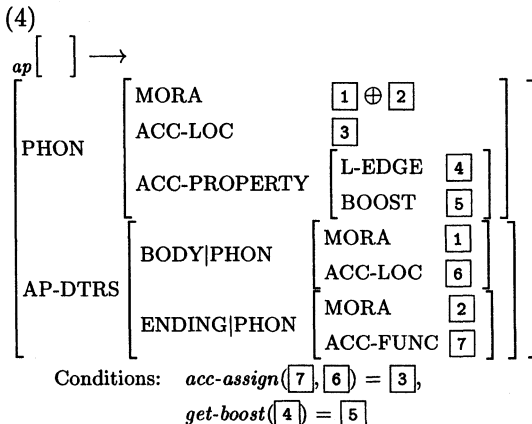 (4)
ap[ ] →
MORA 1 ⊕ 2
ACC-LOC 3
PHON
L-EDGE 4
ACC-PROPERTY
BOOST 5
MORA 1
BODY|PHON
ACC-LOC 6
AP-DTRS
MORA 2
ENDING|PHON
ACC-FUNC 7
Conditions: acc-assign(7, 6) = 3,
get-boost(4) = 5